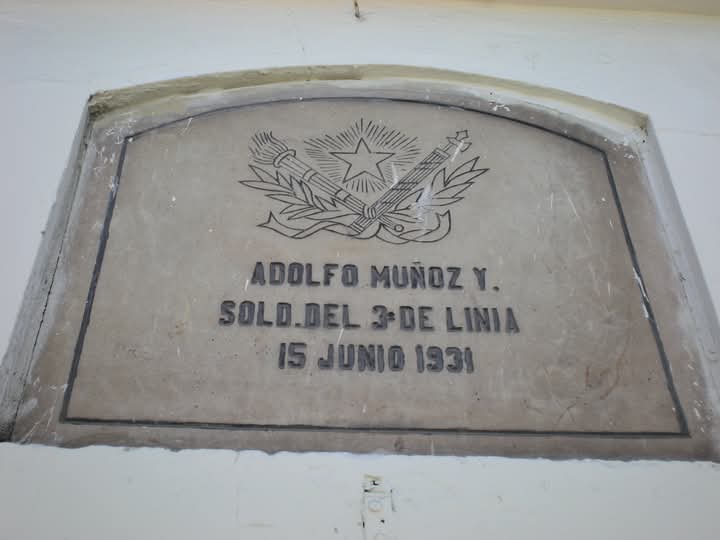 ADOLFO MUÑOZ Y.
SOLD. DEL 3º DE LINIA
15 JUNIO 1931